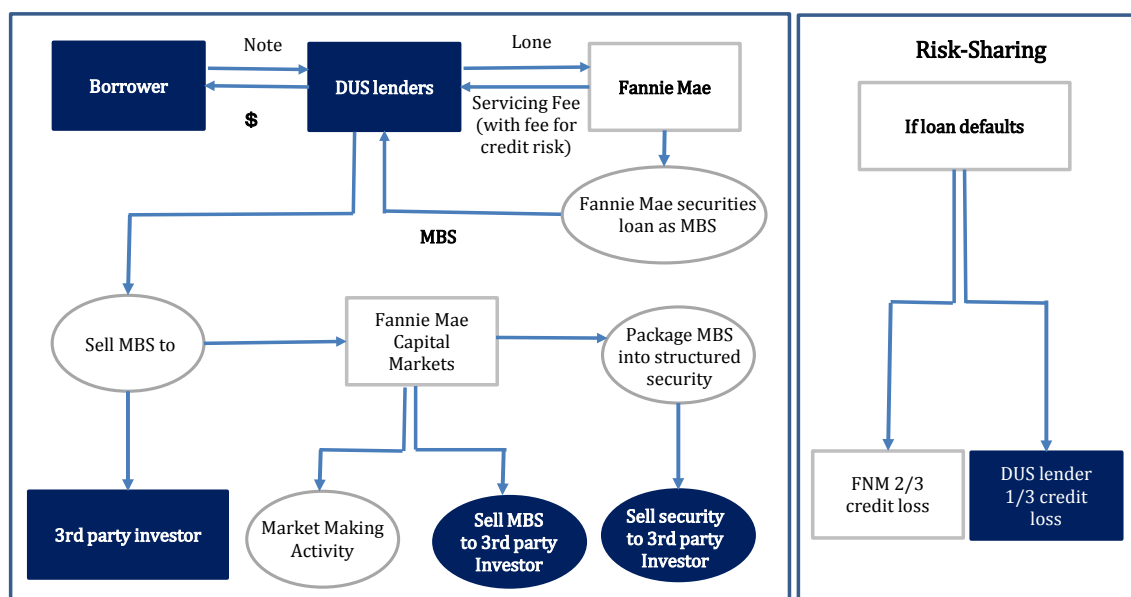 Note
Lone
Risk-Sharing
Borrower
DUS lenders
Fannie Mae
$
Servicing Fee
(with fee for
credit risk)
If loan defaults
Fannie Mae securities
loan as MBS
MBS
Sell MBS to
Fannie Mae
Capital
Markets
Package MBS
into structured
security
3rd party investor
Market Making
Activity
Sell MBS
to 3rd party
Investor
Sell security
to 3rd party
Investor
FNM 2/3
credit loss
DUS lender
1/3 credit
loss